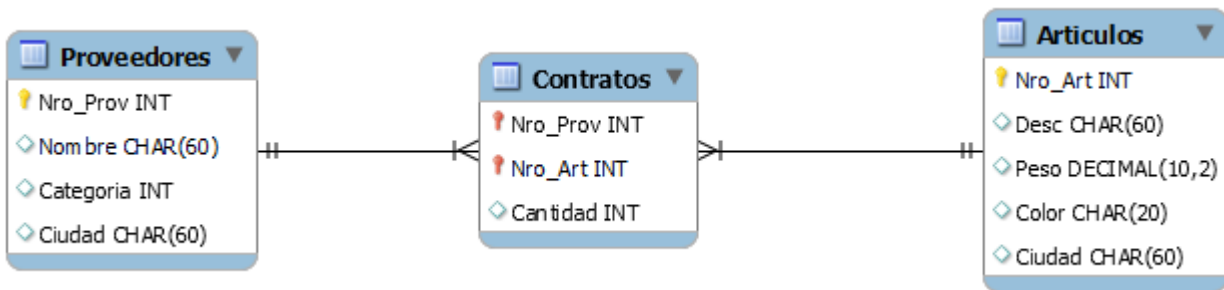 Proveedores
Nro_Prov INT
Nombre CHAR(60)
Categoria INT
Ciudad CHAR(60)
Contratos
Nro_Prov INT
Nro_Art INT
Cantidad INT
Articulos
Nro_Art INT
Desc CHAR(60)
Peso DECIMAL(10,2)
Color CHAR(20)
Ciudad CHAR(60)